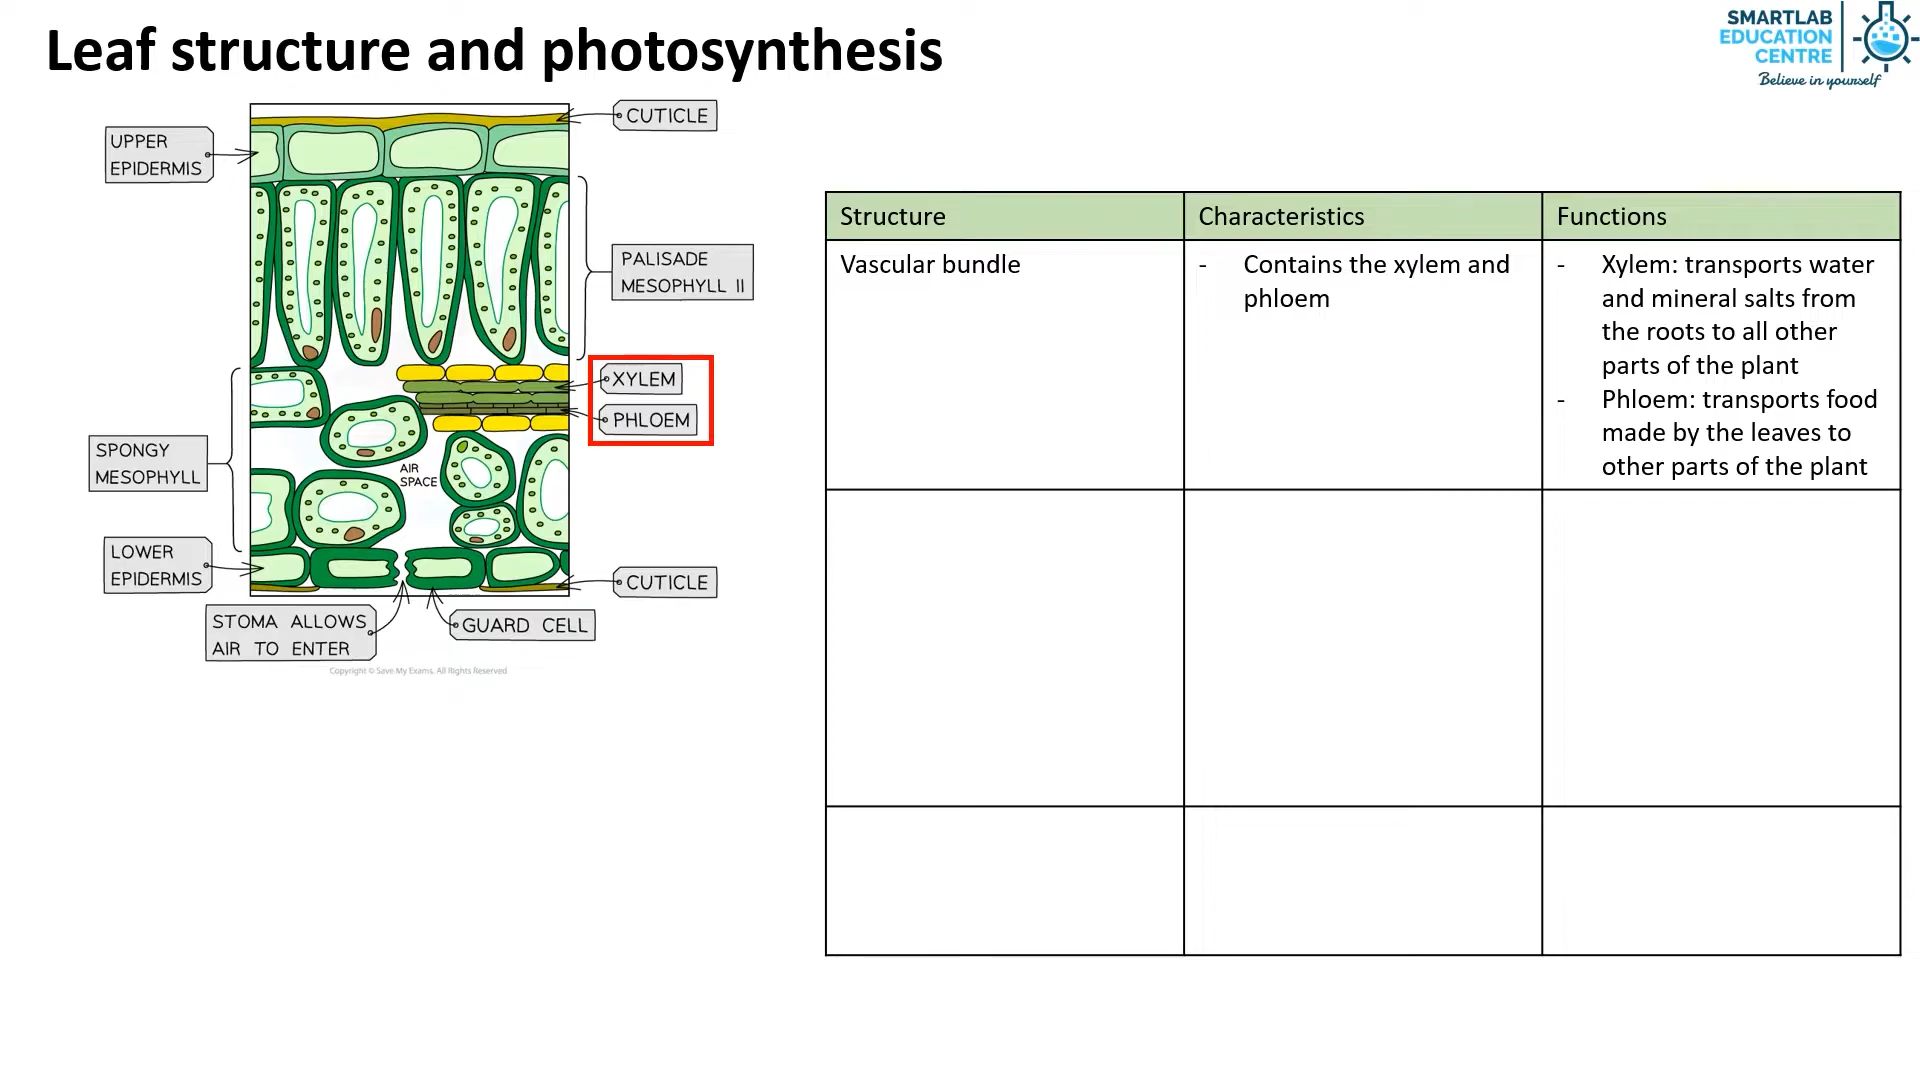 Leaf structure and photosynthesis
SMARTLAB
EDUCATION
CENTRE
Believe in yourself
CUTICLE
UPPER
EPIDERMIS
PALISADE
MESOPHYLL II
XYLEM
PHLOEM
SPONGY
MESOPHYLL
AIR
SPACE
LOWER
EPIDERMIS
CUTICLE
STOMA ALLOWS
AIR TO ENTER
GUARD CELL
Copyright © Save My Exams. All Rights Reserved
Structure
Characteristics
Functions
Vascular bundle
- Contains the xylem and
phloem
- Xylem: transports water
and mineral salts from
the roots to all other
parts of the plant
- Phloem: transports food
made by the leaves to
other parts of the plant